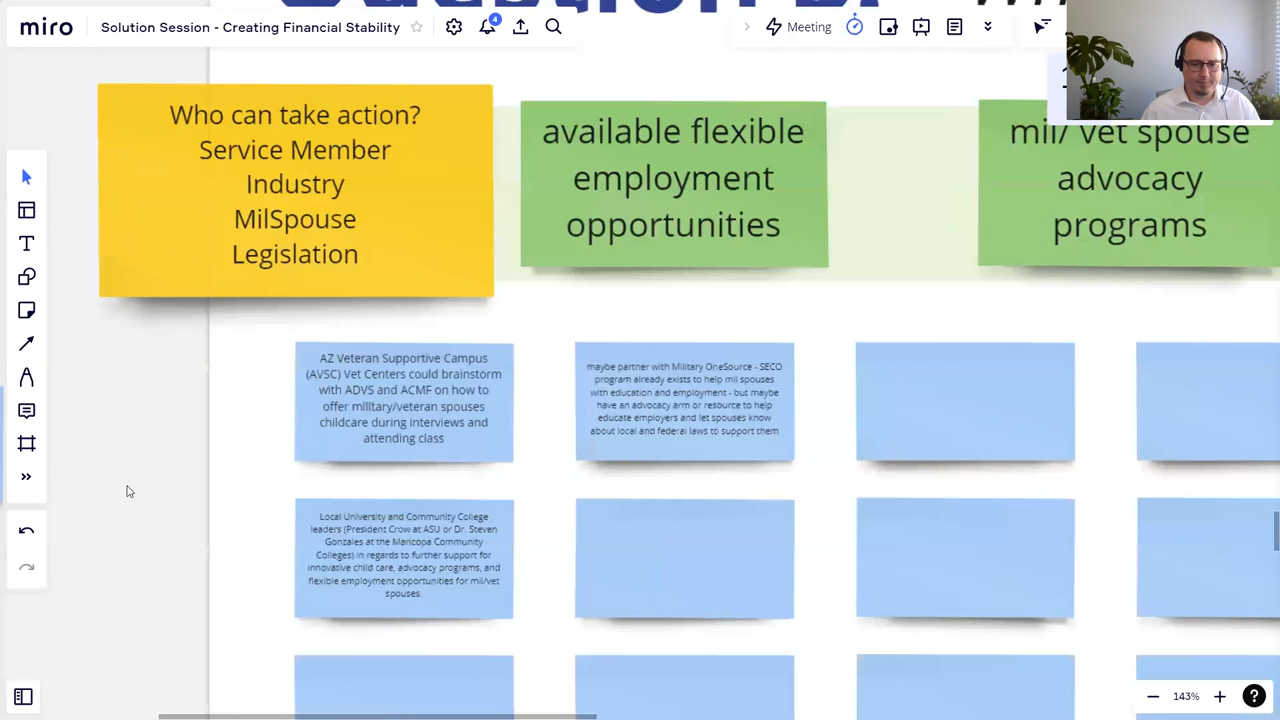 miro
Solution Session - Creating Financial Stability
4
Meeting
Who can take action?
Service Member
Industry
MilSpouse
Legislation
available flexible
employment
opportunities
mil/ vet spouse
advocacy
programs
AZ Veteran Supportive Campus
(AVSC) Vet Centers could brainstorm
with ADVS and ACMF on how to
offer military/veteran spouses
childcare during interviews and
attending class
maybe partner with Military OneSource - SECO
program already exists to help mil spouses
with education and employment - but maybe
have an advocacy arm or resource to help
educate employers and let spouses know
about local and federal laws to support them
Local University and Community College
leaders (President Crow at ASU or Dr. Steven
Gonzales at the Maricopa Community
Colleges) in regards to further support for
innovative child care, advocacy programs, and
flexible employment opportunities for mil/vet
spouses.
143%